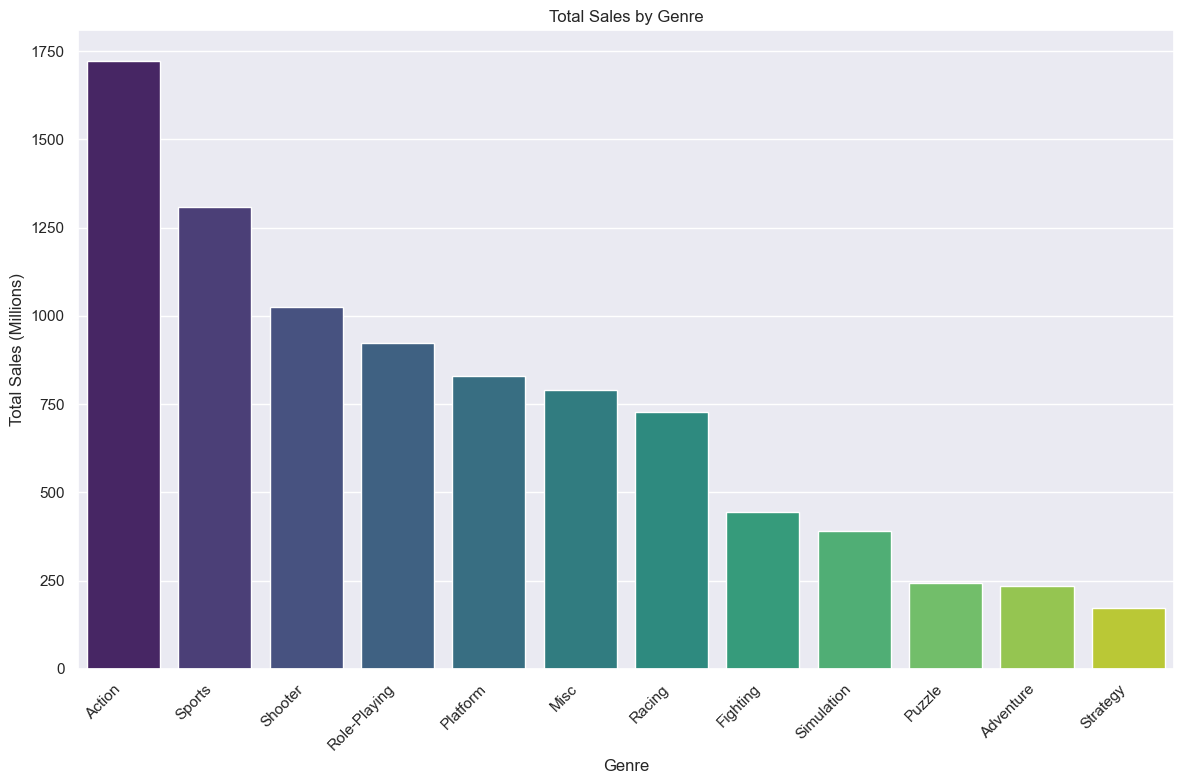 Total Sales by Genre
Total Sales (Millions)
1750
1500
1250
1000
750
500
250
0
Action
Sports
Shooter
Role-Playing
Platform
Misc
Racing
Fighting
Simulation
Puzzle
Adventure
Strategy
Genre